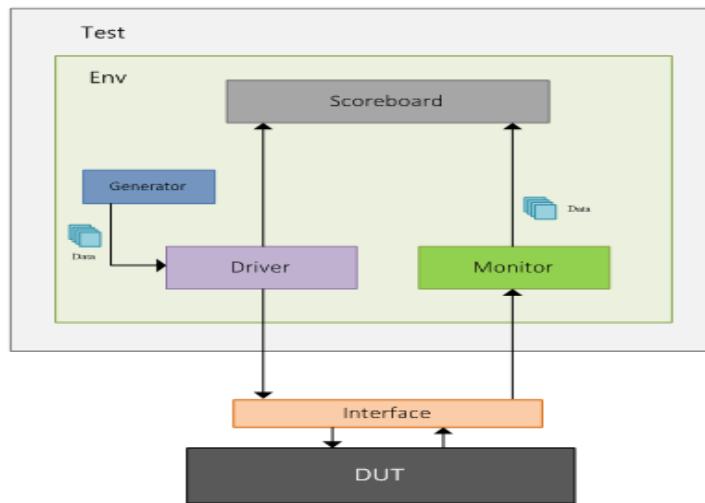 Test
Env
Scoreboard
Generator
Data
Data
Driver
Monitor
Interface
DUT